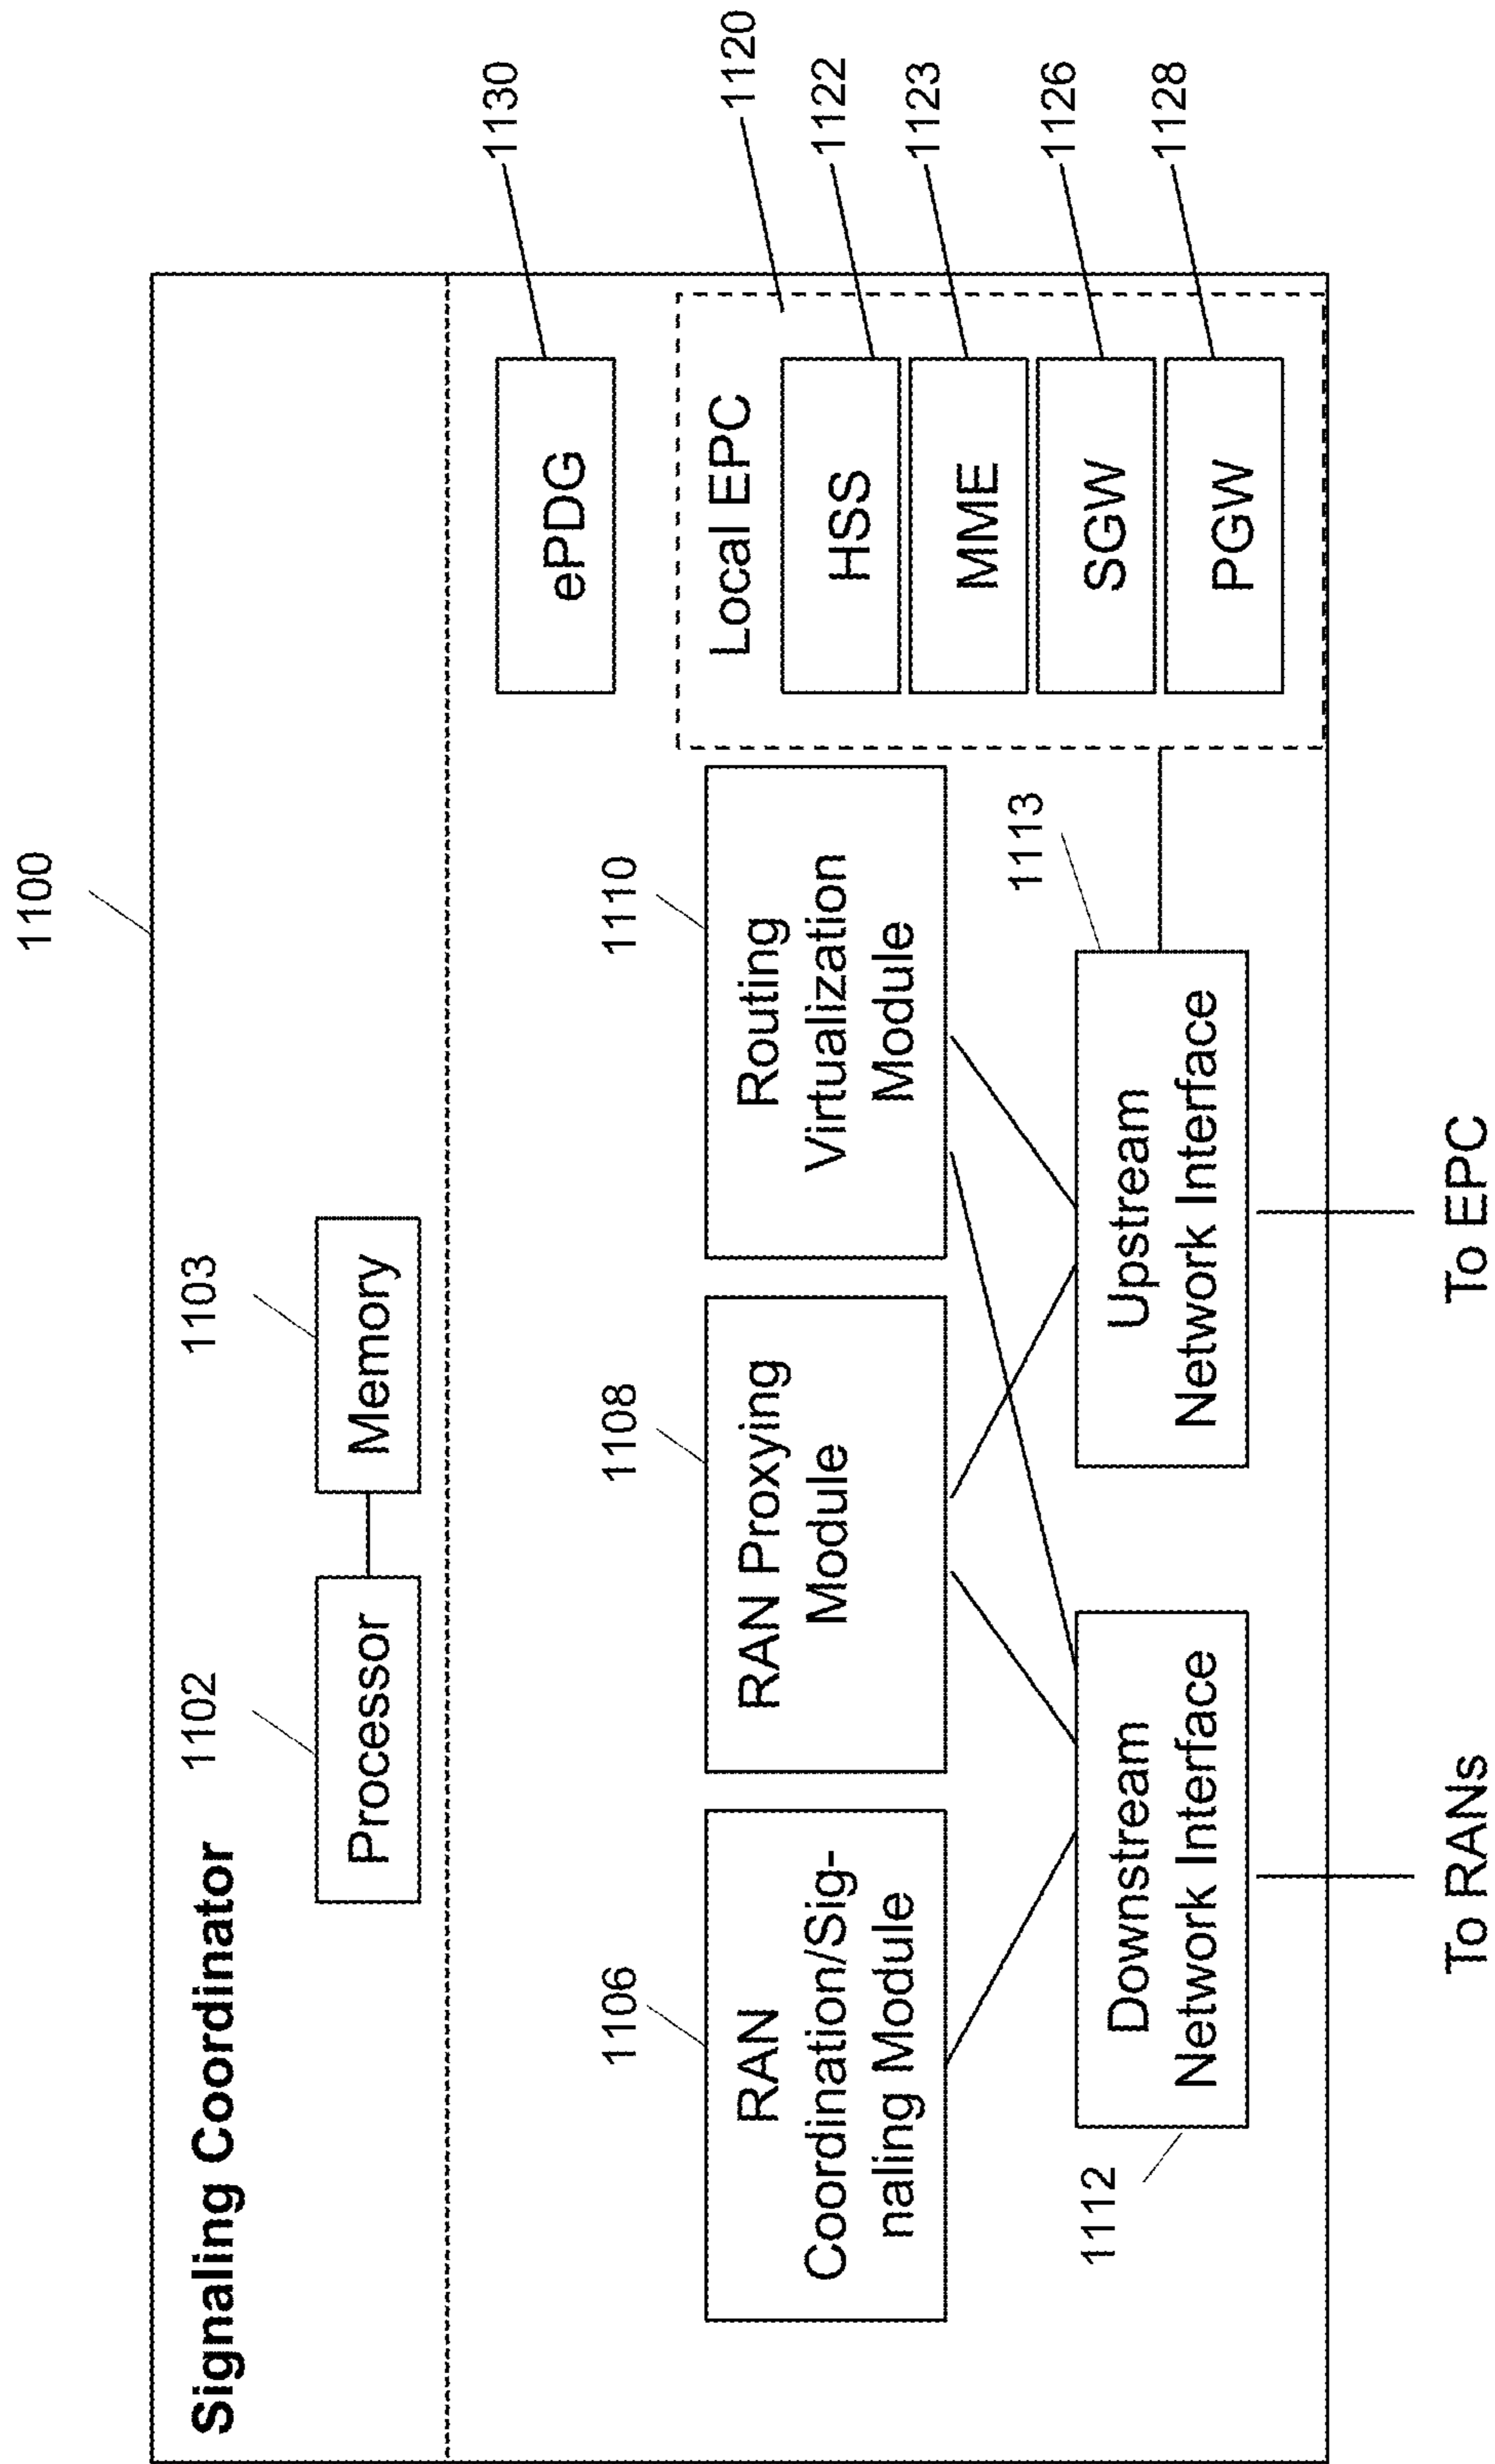 1100
Signaling Coordinator
1102
1103
Processor
Memory
1130
ePDG
1106
1108
1110
RAN
Coordination/Sig-
naling Module
RAN Proxying
Module
Routing
Virtualization
Module
1120
Local EPC
1122
HSS
1123
MME
1126
SGW
1128
PGW
1112
Downstream
Network Interface
1113
Upstream
Network Interface
To RANs
To EPC